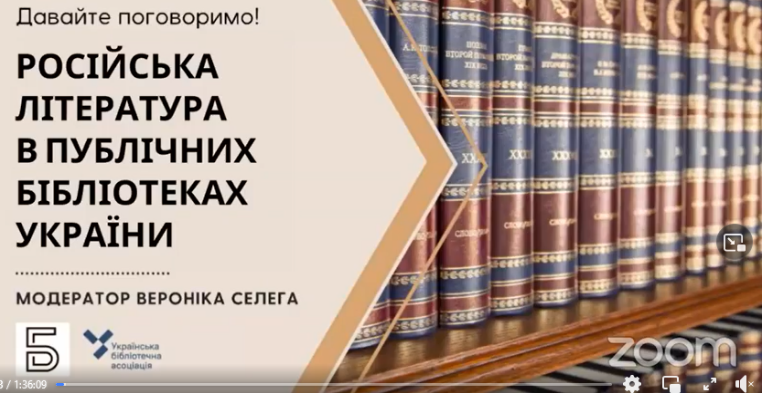 Давайте поговоримо!
РОСІЙСЬКА
ЛІТЕРАТУРА
В ПУБЛІЧНИХ
БІБЛІОТЕКАХ
УКРАЇНИ
МОДЕРАТОР ВЕРОНІКА СЕЛЕГА
Б
Українська
бібліотечна
асоціація
zoom
/ 1:36:09